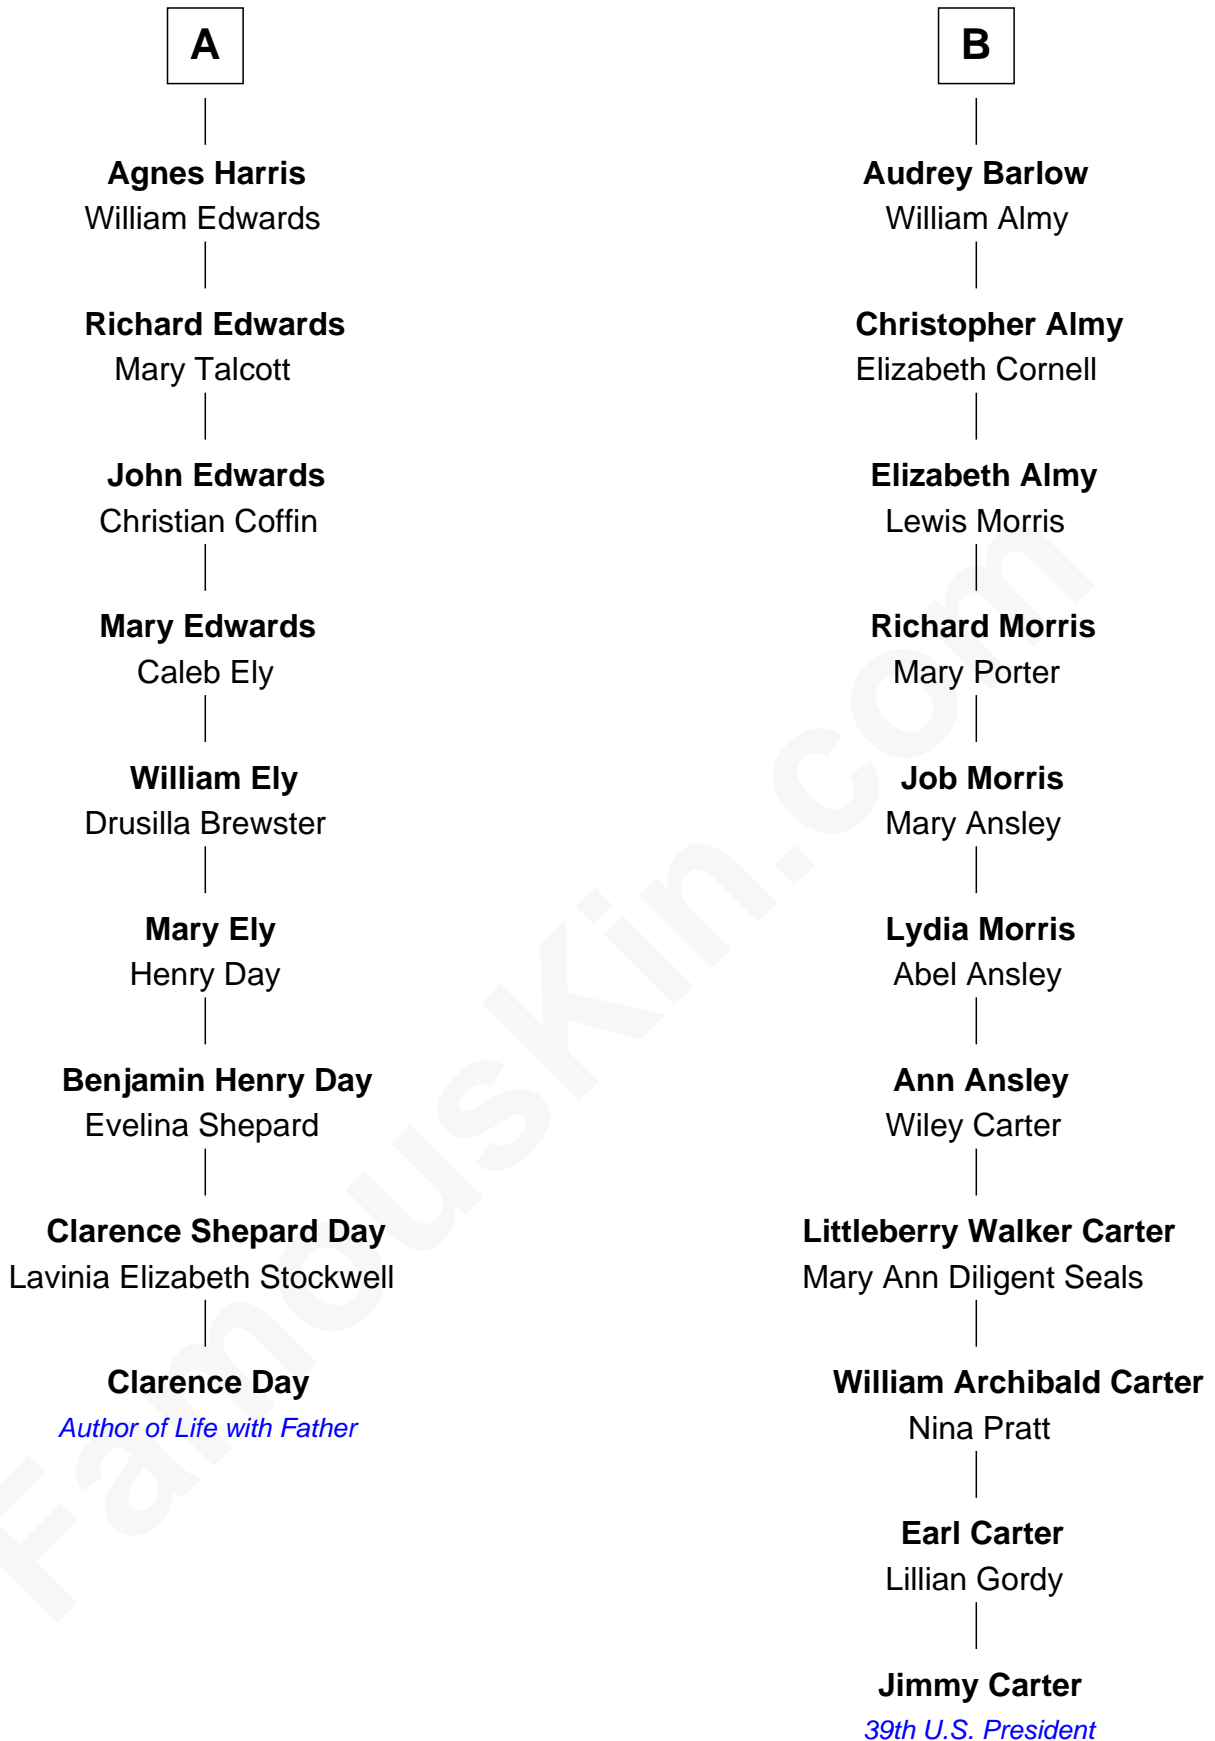 A
Agnes Harris
William Edwards
Richard Edwards
Mary Talcott
John Edwards
Christian Coffin
Mary Edwards
Caleb Ely
William Ely
Drusilla Brewster
Mary Ely
Henry Day
Benjamin Henry Day
Evelina Shepard
Clarence Shepard Day
Lavinia Elizabeth Stockwell
Clarence Day
Author of Life with Father
B
Audrey Barlow
William Almy
Christopher Almy
Elizabeth Cornell
Elizabeth Almy
Lewis Morris
Richard Morris
Mary Porter
Job Morris
Mary Ansley
Lydia Morris
Abel Ansley
Ann Ansley
Wiley Carter
Littleberry Walker Carter
Mary Ann Diligent Seals
William Archibald Carter
Nina Pratt
Earl Carter
Lillian Gordy
Jimmy Carter
39th U.S. President
FamousKin.com